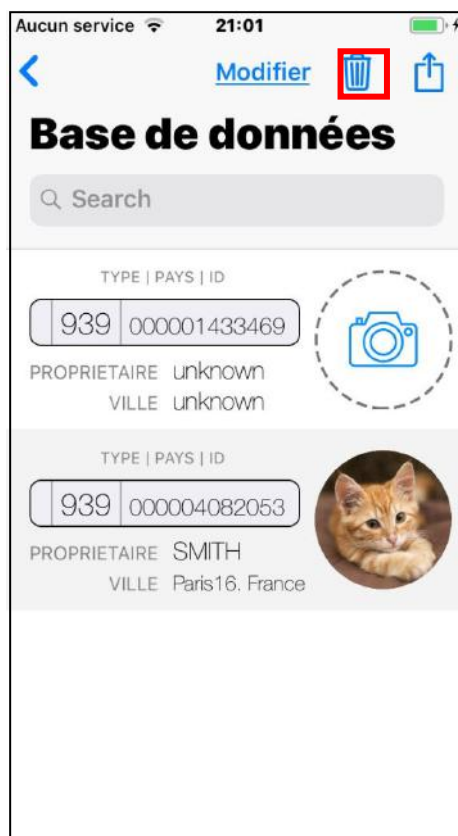 Aucun service 21:01
Modifier
Base de données
Search
TYPE | PAYS | ID
939 000001433469
PROPRIETAIRE unknown
VILLE unknown
TYPE | PAYS | ID
939 000004082053
PROPRIETAIRE SMITH
VILLE Paris16. France